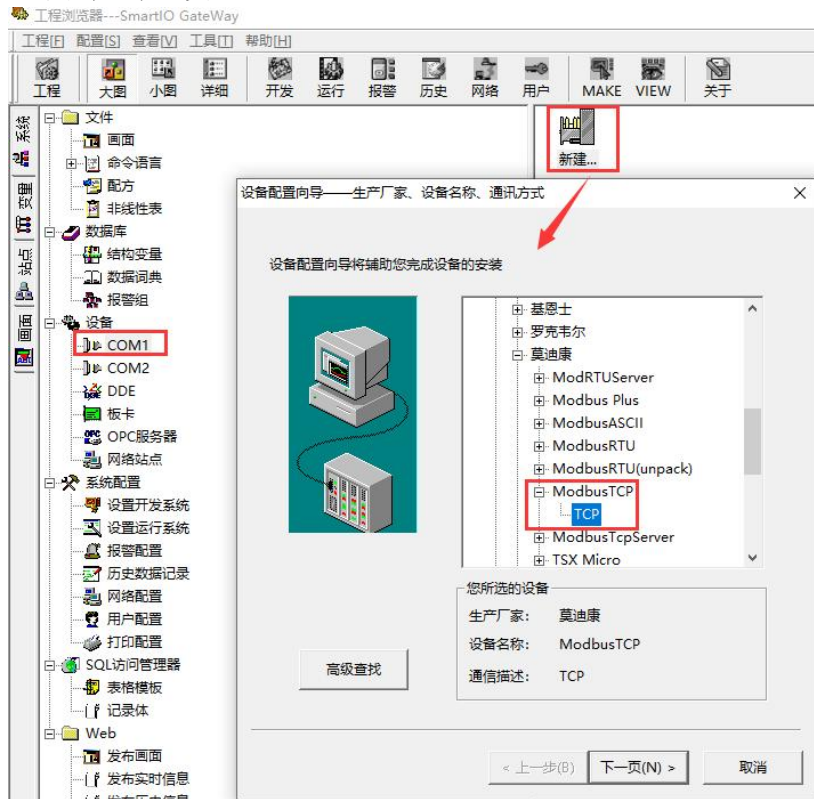 工程浏览器---SmartIO GateWay
工程[F] 配置[S] 查看[V] 工具[T] 帮助[H]
工程 大图 小图 详细 开发 运行 报警 历史 网络 用户 MAKE VIEW 关于
系统
变量
站点
画面
文件
画面
命令语言
配方
非线性表
数据库
结构变量
数据词典
报警组
设备
COM1
COM2
DDE
板卡
OPC服务器
网络站点
系统配置
设置开发系统
设置运行系统
报警配置
历史数据记录
网络配置
用户配置
打印配置
SQL访问管理器
表格模板
记录体
Web
发布画面
发布实时信息
新建...
设备配置向导——生产厂家、设备名称、通讯方式
设备配置向导将辅助您完成设备的安装
基恩士
罗克韦尔
莫迪康
ModRTUServer
Modbus Plus
ModbusASCII
ModbusRTU
ModbusRTU(unpack)
ModbusTCP
TCP
ModbusTcpServer
TSX Micro
您所选的设备
生产厂家: 莫迪康
设备名称: ModbusTCP
通信描述: TCP
高级查找
< 上一步(B) 下一页(N) > 取消